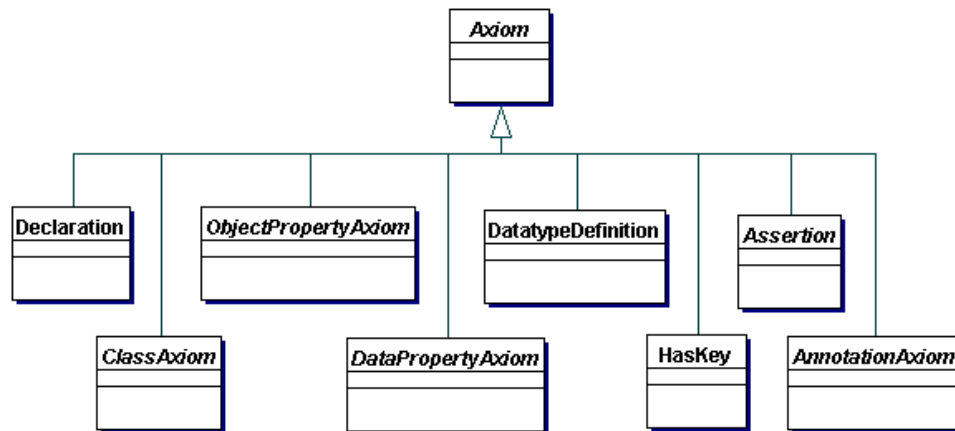 Axiom
Declaration
ObjectPropertyAxiom
DatatypeDefinition
Assertion
ClassAxiom
DataPropertyAxiom
HasKey
AnnotationAxiom